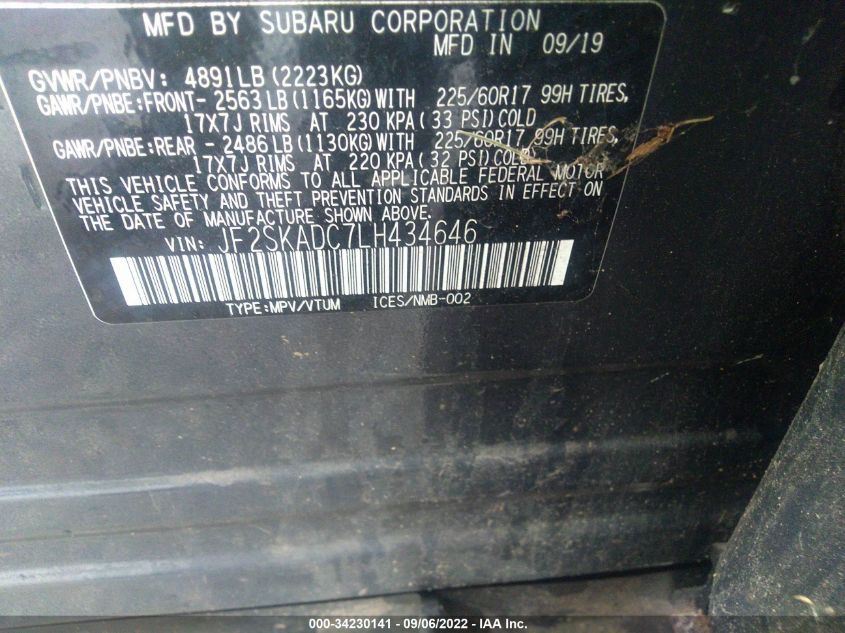 MFD BY SUBARU CORPORATION
MFD IN 09/19
GVWR/PNBV: 4891LB(2223KG)
GAWR/PNBE:FRONT- 2563LB(1165KG)WITH 225/60R17 99H TIRES,
17X7J RIMS AT 230 KPA( 33 PSI)COLD
GAWR/PNBE:REAR - 2486LB(1130KG)WITH 225/60R17 99H TIRES,
17X7J RIMS AT 220 KPA( 32 PSI)COLD
THIS VEHICLE CONFORMS TO ALL APPLICABLE FEDERAL MOTOR
VEHICLE SAFETY AND THEFT PREVENTION STANDARDS IN EFFECT ON
THE DATE OF MANUFACTURE SHOWN ABOVE.
VIN: JF2SKADC7LH434646
TYPE:MPV/VTUM ICES/NMB-002
000-34230141 - 09/06/2022 - IAA Inc.